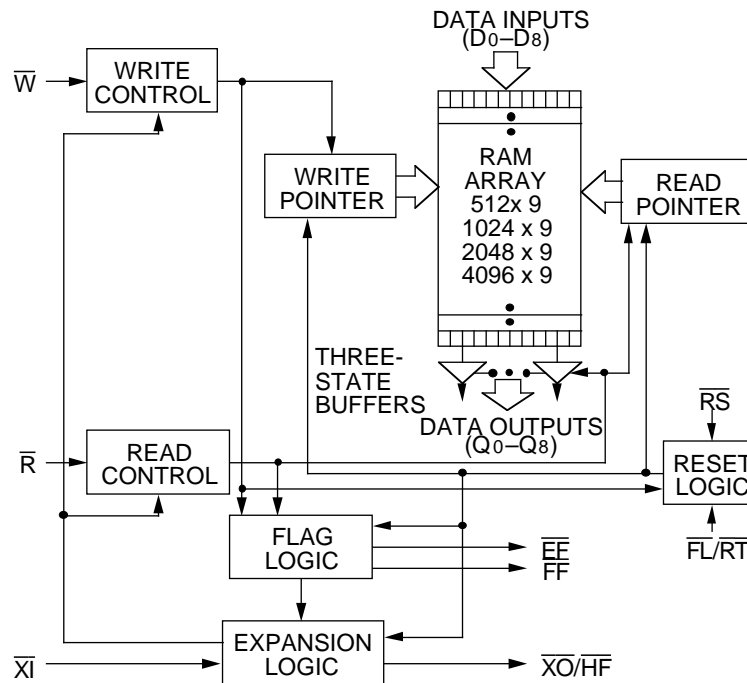 DATA INPUTS
(D0–D8)
W
WRITE
CONTROL
WRITE
POINTER
RAM
ARRAY
512x 9
1024 x 9
2048 x 9
4096 x 9
READ
POINTER
THREE-
STATE
BUFFERS
DATA OUTPUTS
(Q0–Q8)
RS
R
READ
CONTROL
RESET
LOGIC
FLAG
LOGIC
EF
FF
FL/RT
EXPANSION
LOGIC
XI
XO/HF